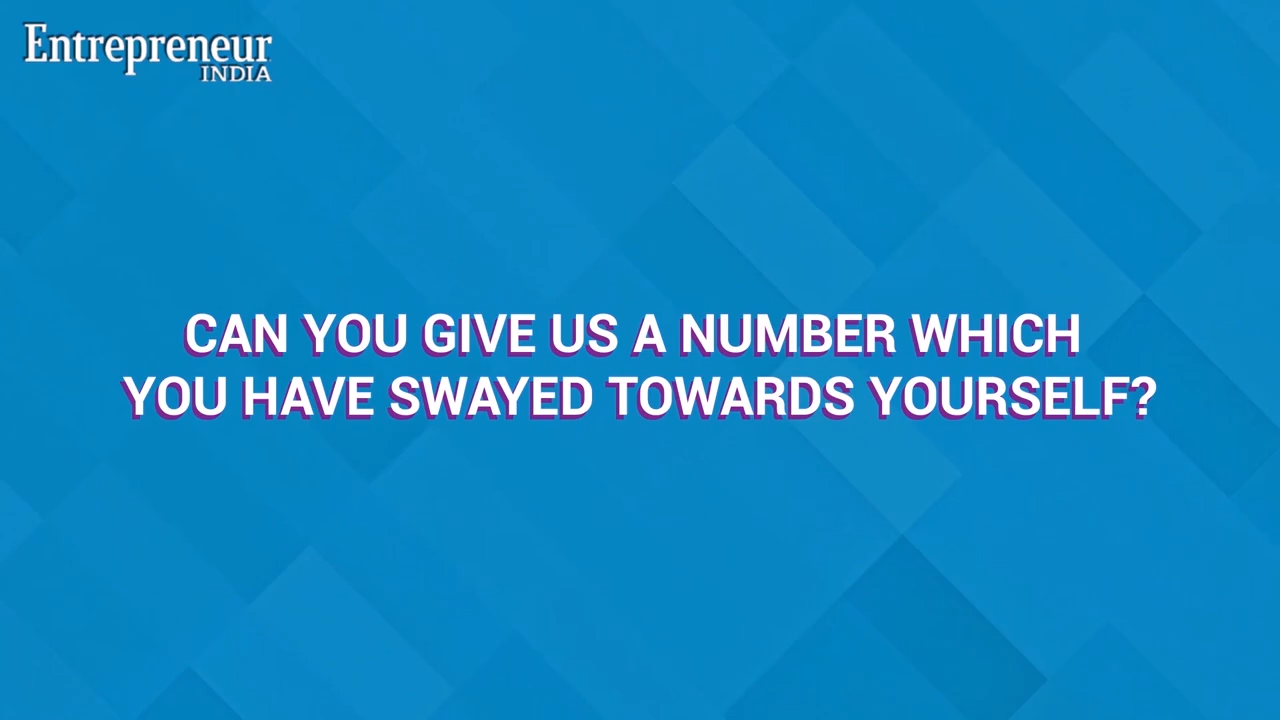 Entrepreneur
INDIA
CAN YOU GIVE US A NUMBER WHICH
YOU HAVE SWAYED TOWARDS YOURSELF?